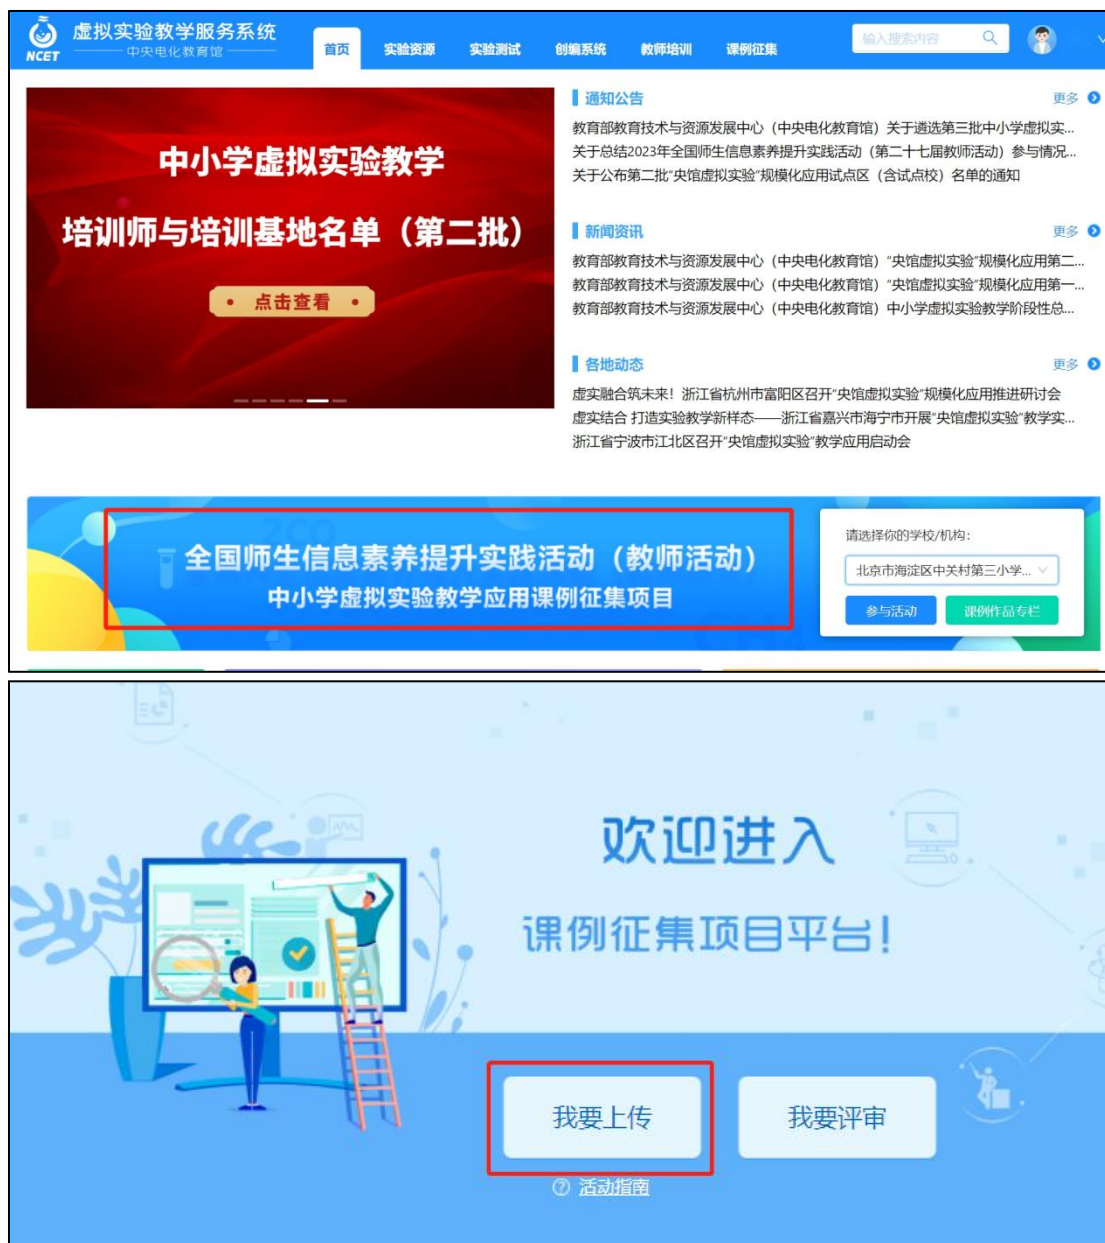 虚拟实验教学服务系统
中央电化教育馆
NCET
首页
实验资源
实验测试
创编系统
教师培训
课例征集
输入搜索内容
中小学虚拟实验教学
培训师与培训基地名单（第二批）
• 点击查看 •
通知公告
更多
教育部教育技术与资源发展中心（中央电化教育馆）关于遴选第三批中小学虚拟实...
关于总结2023年全国师生信息素养提升实践活动（第二十七届教师活动）参与情况...
关于公布第二批“央馆虚拟实验”规模化应用试点区（含试点校）名单的通知
新闻资讯
更多
教育部教育技术与资源发展中心（中央电化教育馆）“央馆虚拟实验”规模化应用第二...
教育部教育技术与资源发展中心（中央电化教育馆）“央馆虚拟实验”规模化应用第一...
教育部教育技术与资源发展中心（中央电化教育馆）中小学虚拟实验教学阶段性总...
各地动态
更多
虚实融合筑未来！浙江省杭州市富阳区召开“央馆虚拟实验”规模化应用推进研讨会
虚实结合 打造实验教学新样态——浙江省嘉兴市海宁市开展“央馆虚拟实验”教学实...
浙江省宁波市江北区召开“央馆虚拟实验”教学应用启动会
全国师生信息素养提升实践活动（教师活动）
中小学虚拟实验教学应用课例征集项目
请选择你的学校/机构：
北京市海淀区中关村第三小学...
参与活动
课例作品专栏
欢迎进入
课例征集项目平台！
我要上传
我要评审
活动指南